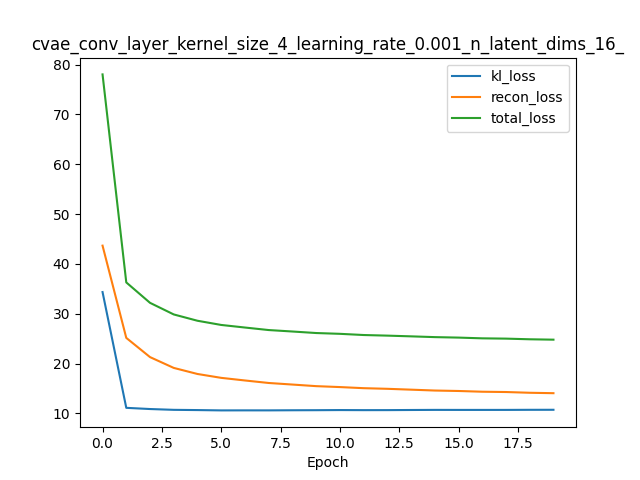 cvae_conv_layer_kernel_size_4_learning_rate_0.001_n_latent_dims_16_
80
70
60
50
40
30
20
10
kl_loss
recon_loss
total_loss
0.0 2.5 5.0 7.5 10.0 12.5 15.0 17.5
Epoch